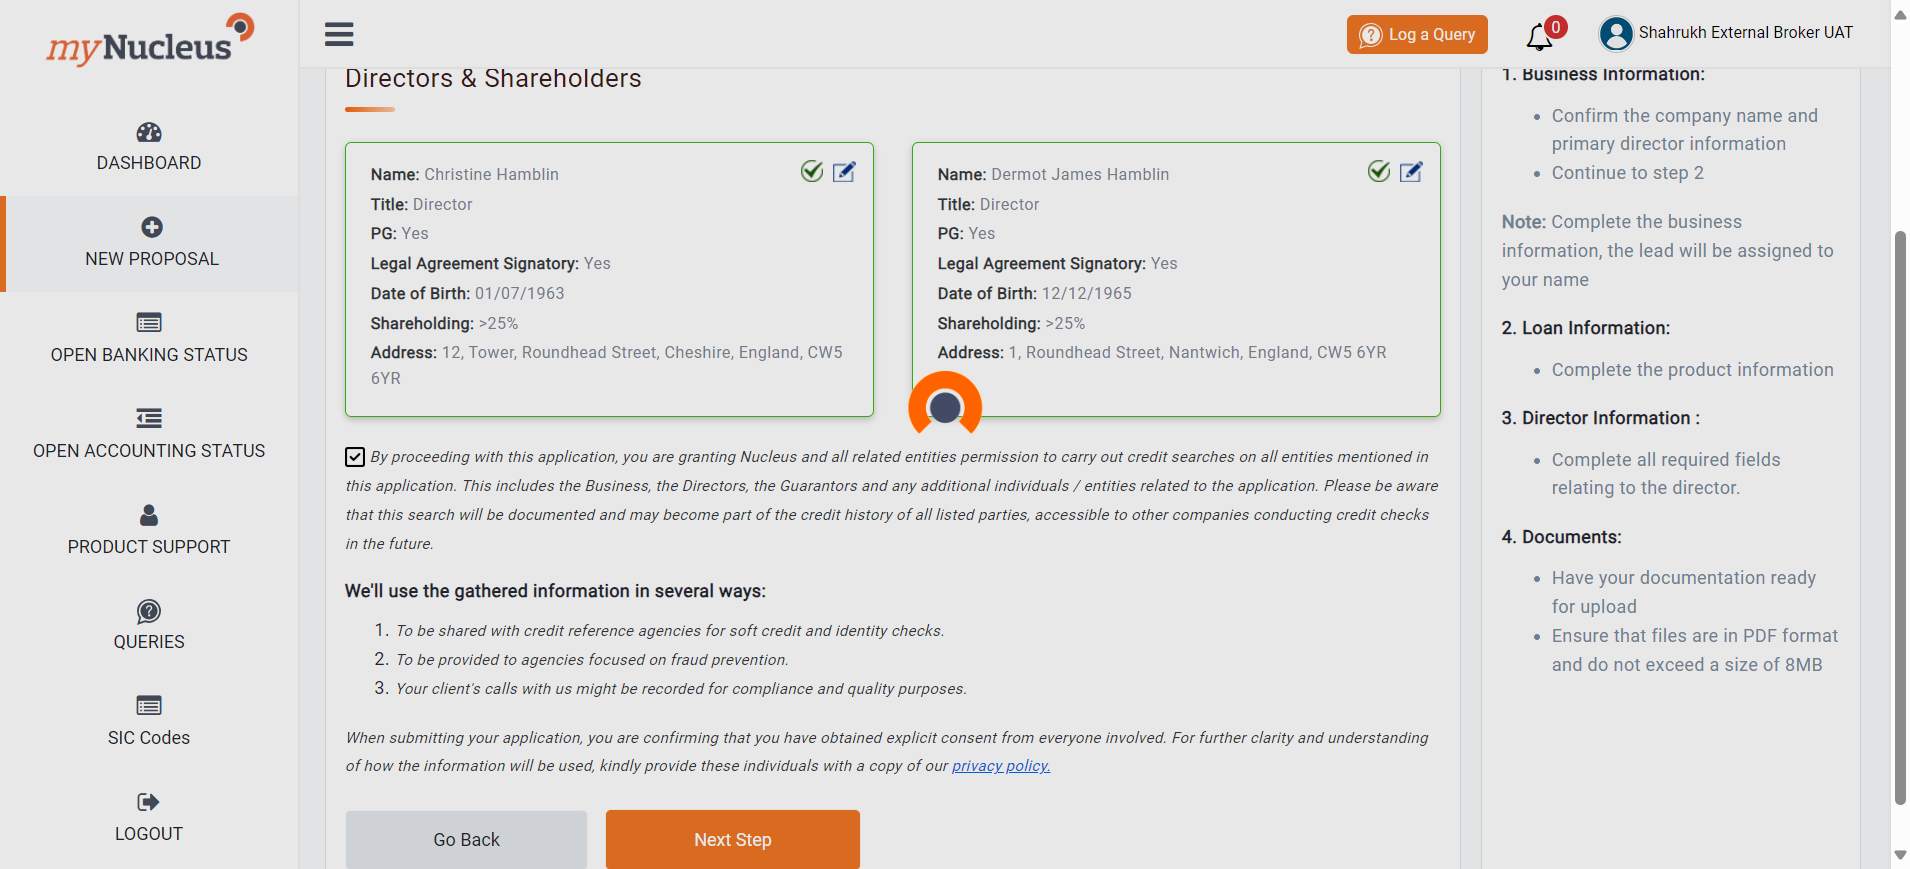 myNucleus
Log a Query
0
Shahrukh External Broker UAT
DASHBOARD
NEW PROPOSAL
OPEN BANKING STATUS
OPEN ACCOUNTING STATUS
PRODUCT SUPPORT
QUERIES
SIC Codes
LOGOUT
Directors & Shareholders
Name: Christine Hamblin
Title: Director
PG: Yes
Legal Agreement Signatory: Yes
Date of Birth: 01/07/1963
Shareholding: >25%
Address: 12, Tower, Roundhead Street, Cheshire, England, CW5
6YR
Name: Dermot James Hamblin
Title: Director
PG: Yes
Legal Agreement Signatory: Yes
Date of Birth: 12/12/1965
Shareholding: >25%
Address: 1, Roundhead Street, Nantwich, England, CW5 6YR
By proceeding with this application, you are granting Nucleus and all related entities permission to carry out credit searches on all entities mentioned in
this application. This includes the Business, the Directors, the Guarantors and any additional individuals / entities related to the application. Please be aware
that this search will be documented and may become part of the credit history of all listed parties, accessible to other companies conducting credit checks
in the future.
We'll use the gathered information in several ways:
1. To be shared with credit reference agencies for soft credit and identity checks.
2. To be provided to agencies focused on fraud prevention.
3. Your client's calls with us might be recorded for compliance and quality purposes.
When submitting your application, you are confirming that you have obtained explicit consent from everyone involved. For further clarity and understanding
of how the information will be used, kindly provide these individuals with a copy of our privacy policy.
Go Back
Next Step
1. Business Information:
• Confirm the company name and
primary director information
• Continue to step 2
Note: Complete the business
information, the lead will be assigned to
your name
2. Loan Information:
• Complete the product information
3. Director Information :
• Complete all required fields
relating to the director.
4. Documents:
• Have your documentation ready
for upload
• Ensure that files are in PDF format
and do not exceed a size of 8MB